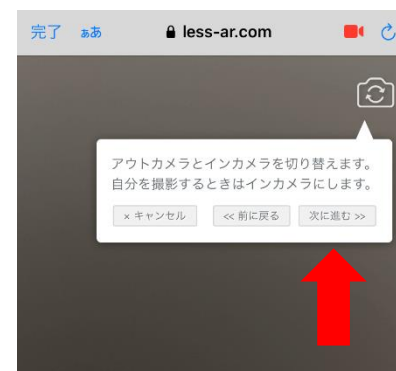 完了 ぁあ less-ar.com
アウトカメラとインカメラを切り替えます。
自分を撮影するときはインカメラにします。
× キャンセル << 前に戻る 次に進む >>